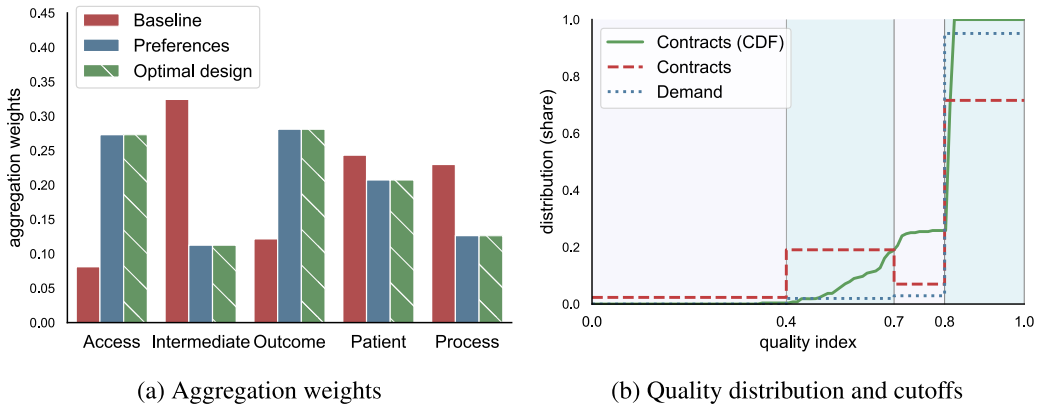 aggregation weights
0.45
0.40
0.35
0.30
0.25
0.20
0.15
0.10
0.05
0.00
Baseline
Preferences
Optimal design
Access Intermediate Outcome Patient Process
(a) Aggregation weights
distribution (share)
1.0
0.8
0.6
0.4
0.2
0.0
Contracts (CDF)
Contracts
Demand
0.0 0.4 0.7 0.8 1.0
quality index
(b) Quality distribution and cutoffs